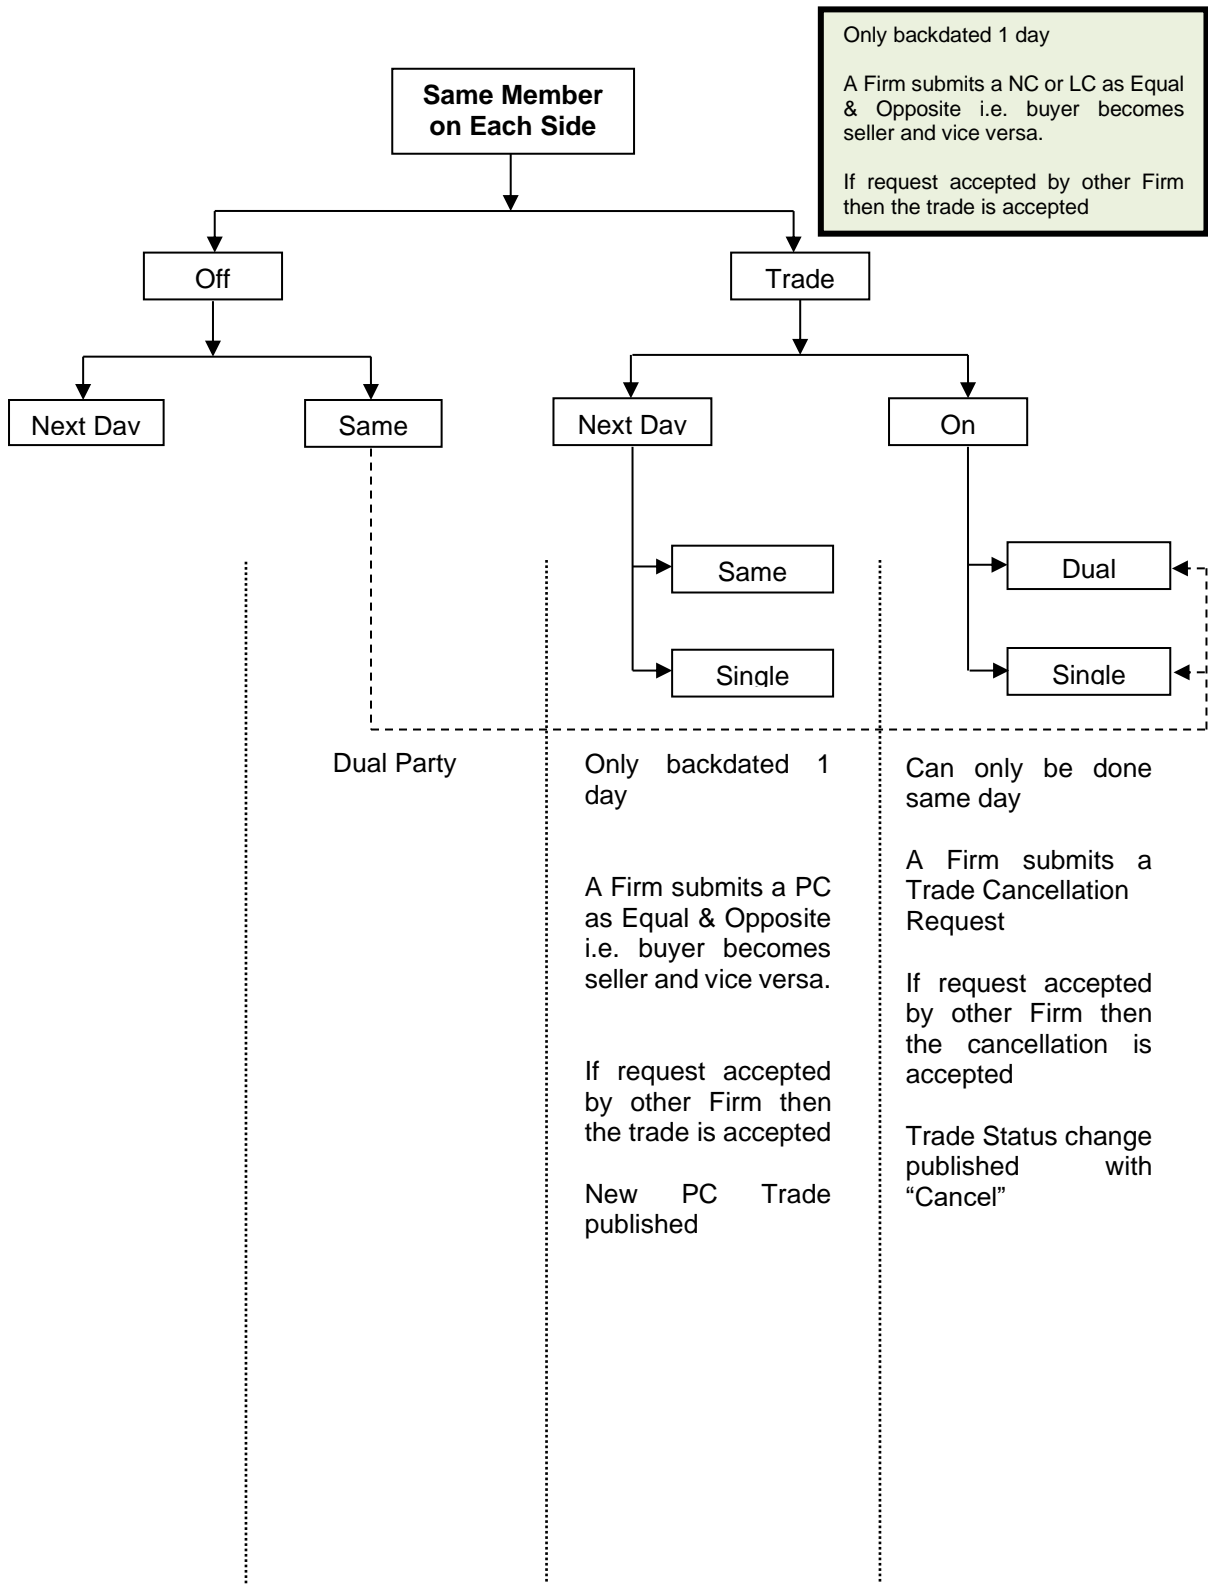 Only backdated 1 day
A Firm submits a NC or LC as Equal
& Opposite i.e. buyer becomes
seller and vice versa.
If request accepted by other Firm
then the trade is accepted
Same Member
on Each Side
Off
Trade
Next Day
Same
Next Day
On
Same
Dual
Single
Single
Dual Party
Only backdated 1
day
A Firm submits a PC
as Equal & Opposite
i.e. buyer becomes
seller and vice versa.
If request accepted
by other Firm then
the trade is accepted
New PC Trade
published
Can only be done
same day
A Firm submits a
Trade Cancellation
Request
If request accepted
by other Firm then
the cancellation is
accepted
Trade Status change
published with
“Cancel”